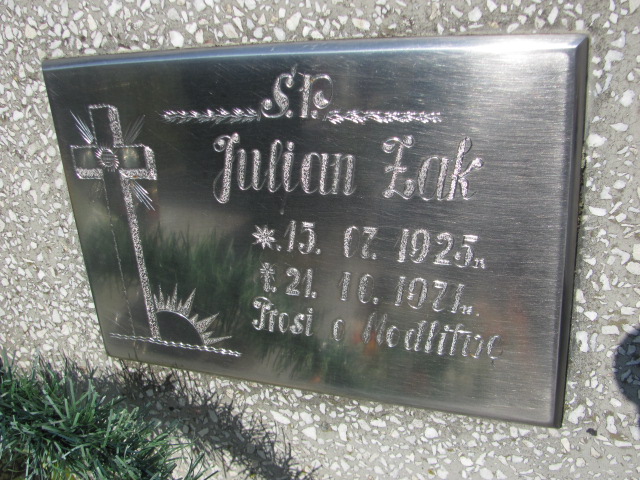 Ś.P.
Julian Żak
*.15. 07. 1925r.
†.21. 10. 1971r.
Prosi o Modlitwę